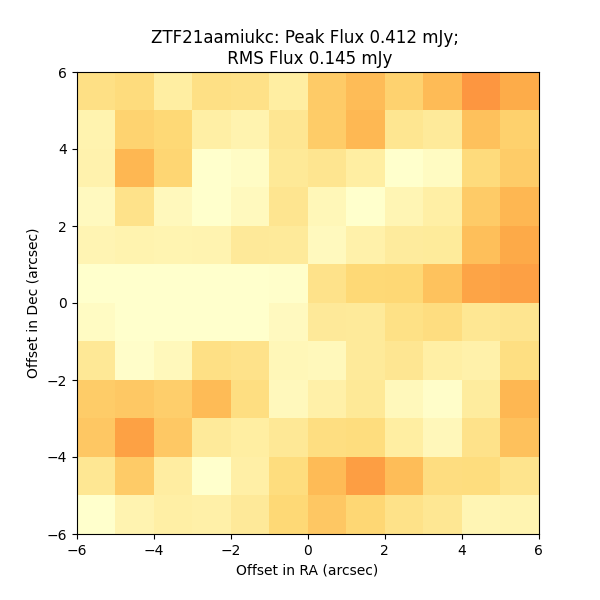 ZTF21aamiukc: Peak Flux 0.412 mJy;
RMS Flux 0.145 mJy
6
4
2
0
−2
−4
−6
Offset in Dec (arcsec)
−6 −4 −2 0 2 4 6
Offset in RA (arcsec)